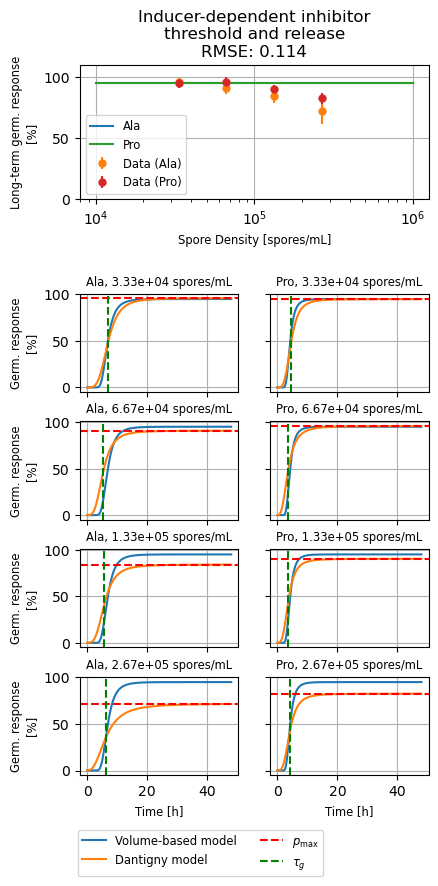 Inducer-dependent inhibitor
threshold and release
RMSE: 0.114
Long-term germ. response
[%]
100
50
0
Ala
Pro
Data (Ala)
Data (Pro)
10⁴
10⁵
10⁶
Spore Density [spores/mL]
Ala, 3.33e+04 spores/mL
Pro, 3.33e+04 spores/mL
Germ. response
[%]
100
50
0
Ala, 6.67e+04 spores/mL
Pro, 6.67e+04 spores/mL
Germ. response
[%]
100
50
0
Ala, 1.33e+05 spores/mL
Pro, 1.33e+05 spores/mL
Germ. response
[%]
100
50
0
Ala, 2.67e+05 spores/mL
Pro, 2.67e+05 spores/mL
Germ. response
[%]
100
50
0
0 20 40
0 20 40
Time [h]
Time [h]
Volume-based model
Dantigny model
p_max
τ_g